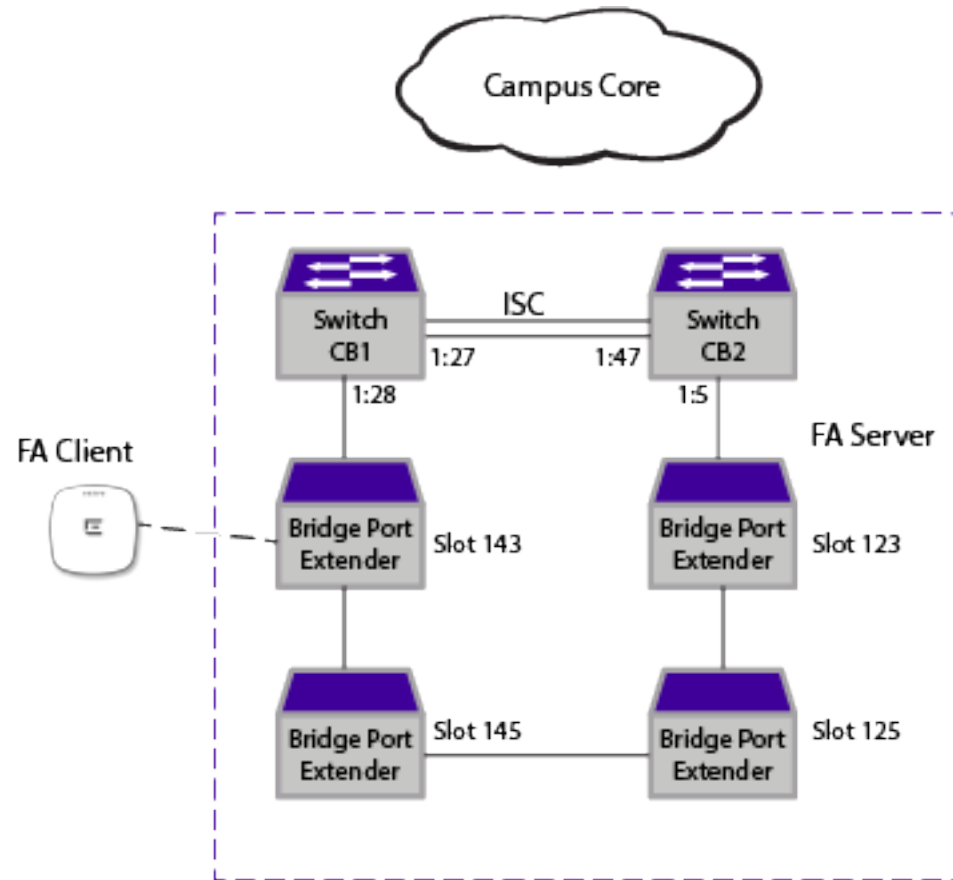 Campus Core
ISC
Switch
CB1
Switch
CB2
1:27
1:47
1:28
1:5
FA Client
FA Server
Bridge Port
Extender
Slot 143
Bridge Port
Extender
Slot 123
Bridge Port
Extender
Slot 145
Bridge Port
Extender
Slot 125